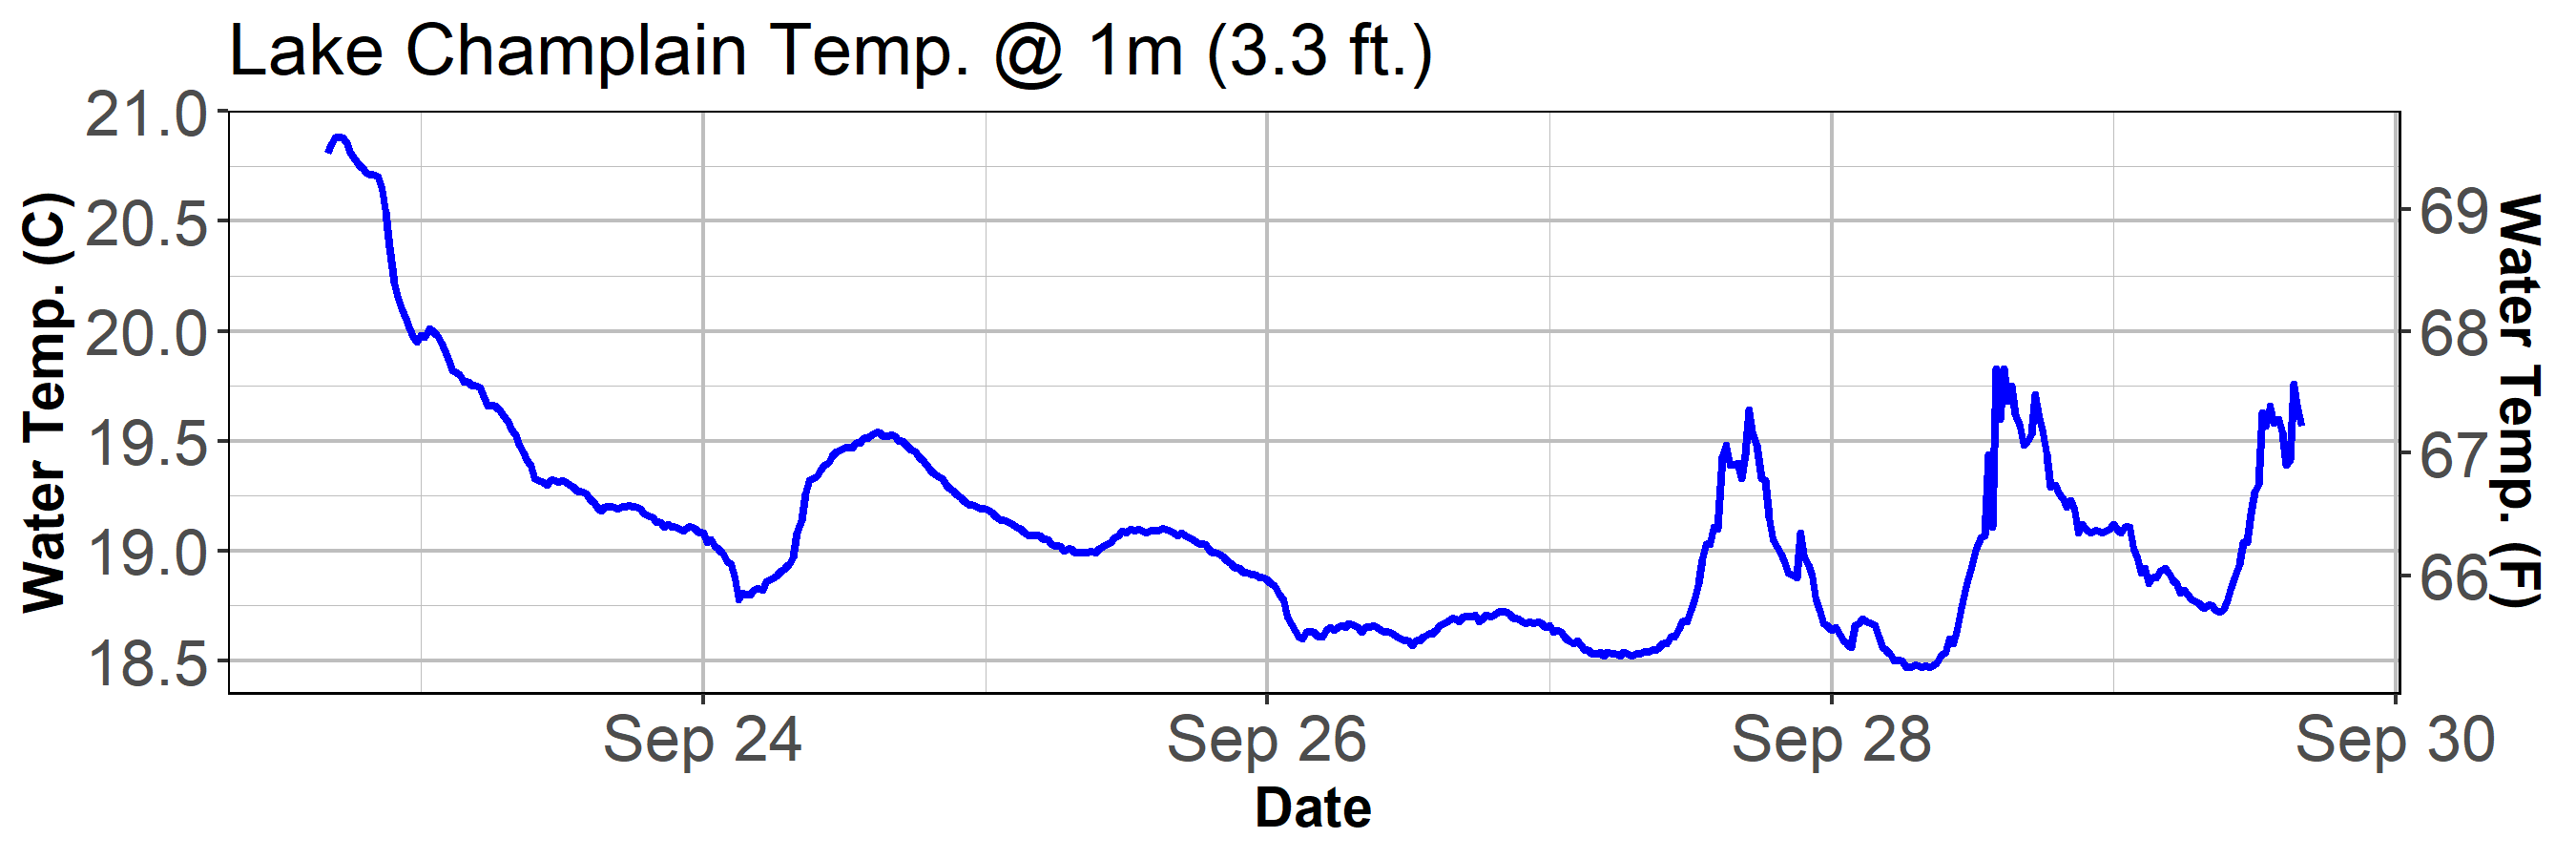 Lake Champlain Temp. @ 1m (3.3 ft.)
Water Temp. (C)
21.0
20.5
20.0
19.5
19.0
18.5
69
68
67
66
Water Temp. (F)
Sep 24
Sep 26
Sep 28
Sep 30
Date